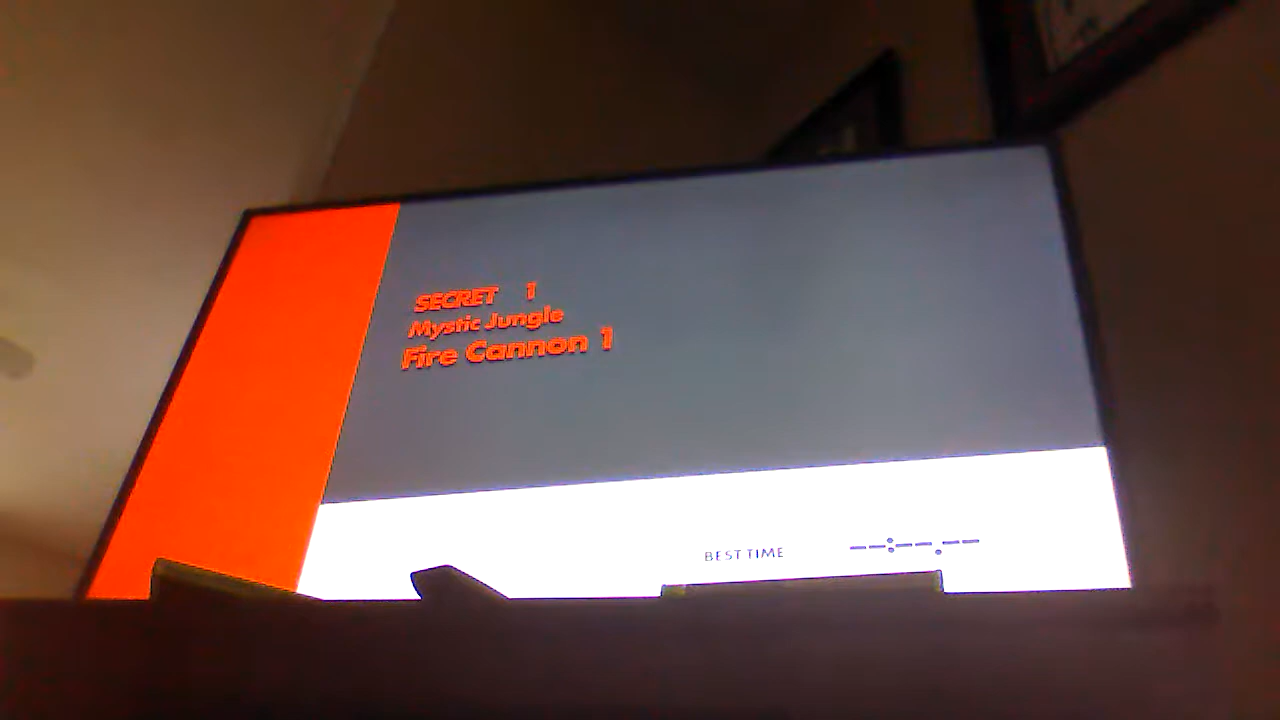 SECRET 1
Mystic Jungle
Fire Cannon 1
BEST TIME --:--.--